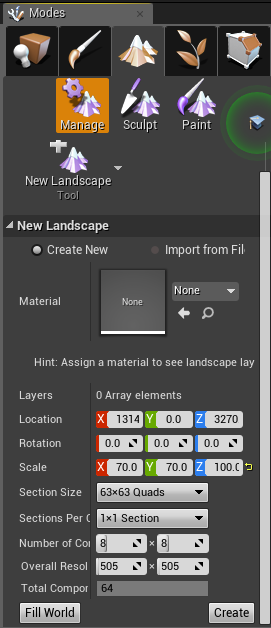 Modes
Manage Sculpt Paint
New Landscape
Tool
New Landscape
Create New Import from Fil
None
Material None
Hint: Assign a material to see landscape lay
Layers 0 Array elements
Location X 1314 Y 0.0 Z 3270
Rotation 0.0 0.0 0.0
Scale X 70.0 Y 70.0 Z 100.0
Section Size 63×63 Quads
Sections Per C 1×1 Section
Number of Cor 8 × 8
Overall Resol 505 × 505
Total Compor 64
Fill World Create